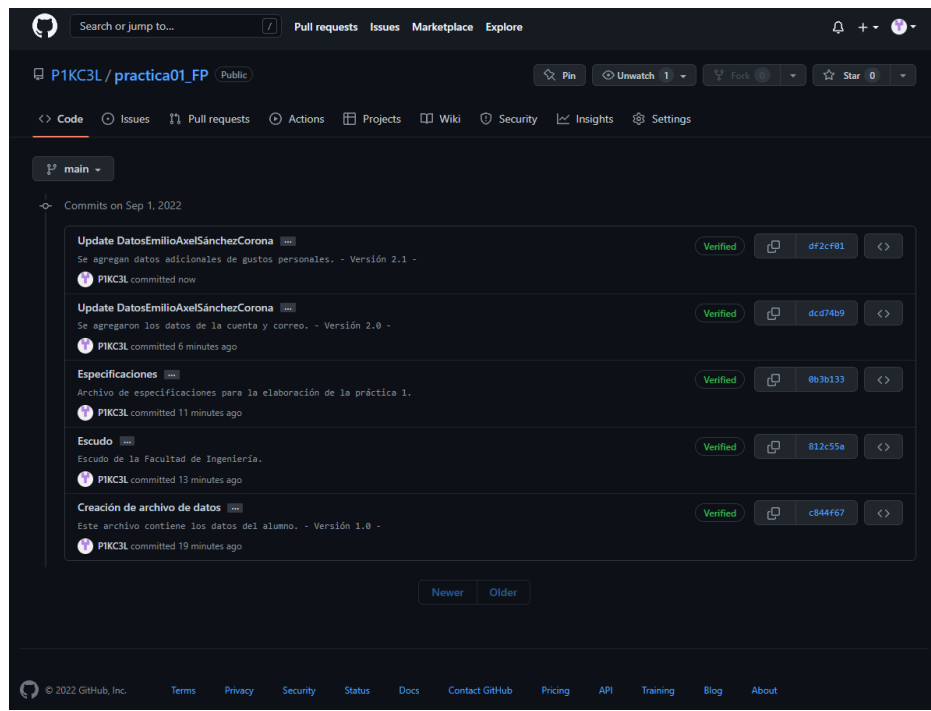 Search or jump to... / Pull requests Issues Marketplace Explore
P1KC3L / practica01_FP Public Pin Unwatch 1 Fork 0 Star 0
<> Code Issues Pull requests Actions Projects Wiki Security Insights Settings
main
Commits on Sep 1, 2022
Update DatosEmilioAxelSánchezCorona ...
Se agregan datos adicionales de gustos personales. - Versión 2.1 -
P1KC3L committed now
Verified df2cf01 <>
Update DatosEmilioAxelSánchezCorona ...
Se agregaron los datos de la cuenta y correo. - Versión 2.0 -
P1KC3L committed 6 minutes ago
Verified dcd74b9 <>
Especificaciones ...
Archivo de especificaciones para la elaboración de la práctica 1.
P1KC3L committed 11 minutes ago
Verified 0b3b133 <>
Escudo ...
Escudo de la Facultad de Ingeniería.
P1KC3L committed 13 minutes ago
Verified 812c55a <>
Creación de archivo de datos ...
Este archivo contiene los datos del alumno. - Versión 1.0 -
P1KC3L committed 19 minutes ago
Verified c844f67 <>
Newer Older
© 2022 GitHub, Inc. Terms Privacy Security Status Docs Contact GitHub Pricing API Training Blog About